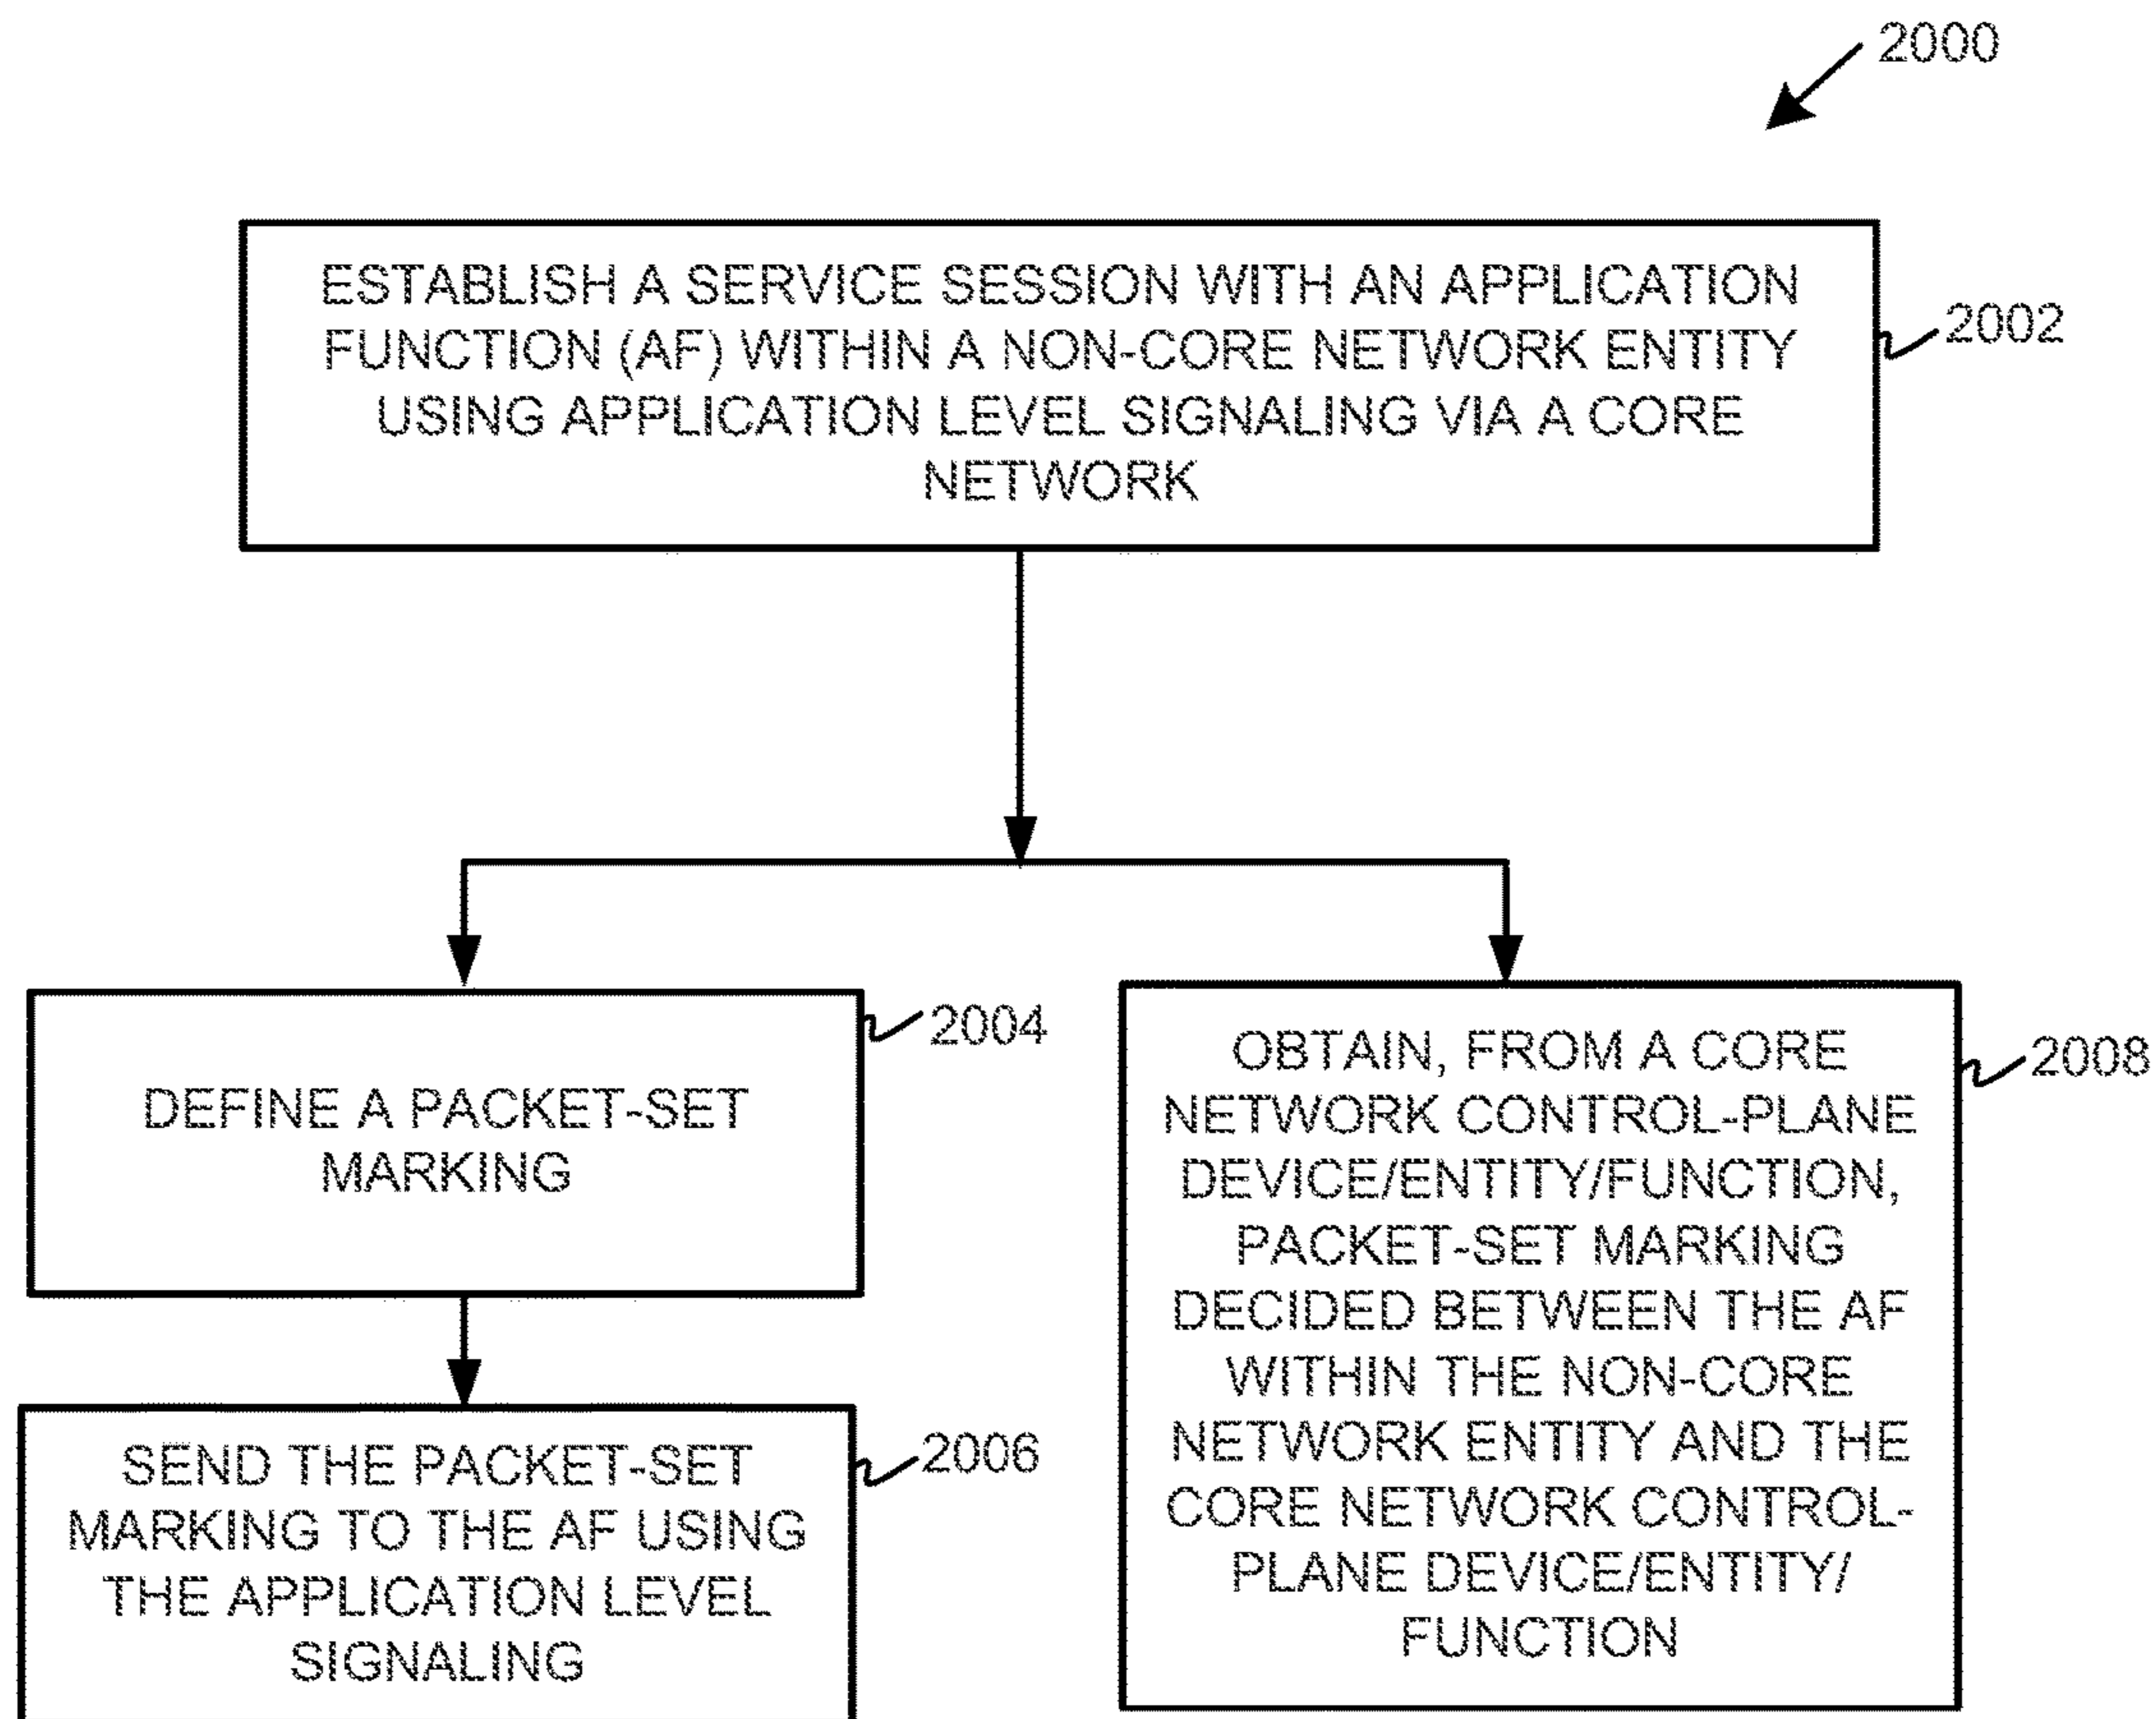 2000
ESTABLISH A SERVICE SESSION WITH AN APPLICATION
FUNCTION (AF) WITHIN A NON-CORE NETWORK ENTITY
USING APPLICATION LEVEL SIGNALING VIA A CORE
NETWORK
2002
DEFINE A PACKET-SET
MARKING
2004
SEND THE PACKET-SET
MARKING TO THE AF USING
THE APPLICATION LEVEL
SIGNALING
2006
OBTAIN, FROM A CORE
NETWORK CONTROL-PLANE
DEVICE/ENTITY/FUNCTION,
PACKET-SET MARKING
DECIDED BETWEEN THE AF
WITHIN THE NON-CORE
NETWORK ENTITY AND THE
CORE NETWORK CONTROL-
PLANE DEVICE/ENTITY/
FUNCTION
2008